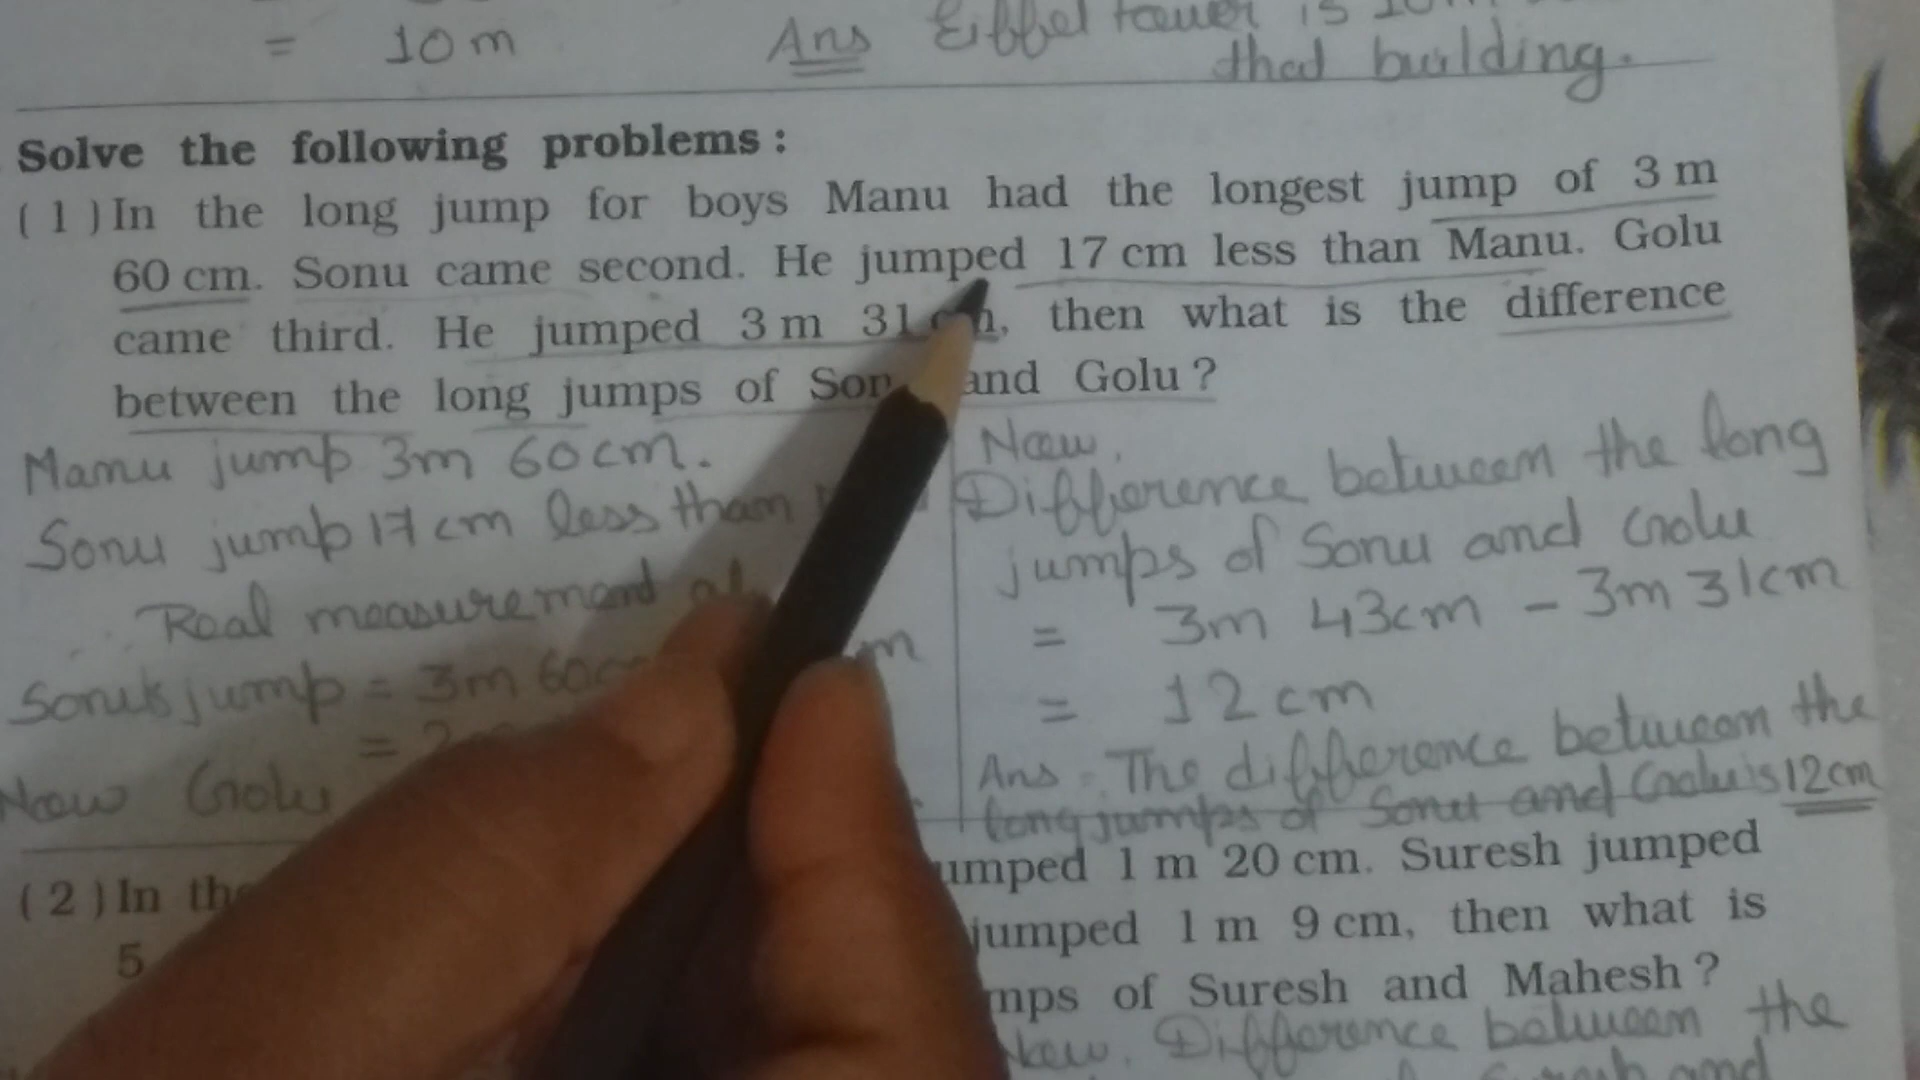 = 10 m Ans Eiffel tower is
that building.
Solve the following problems :
( 1 ) In the long jump for boys Manu had the longest jump of 3 m
60 cm. Sonu came second. He jumped 17 cm less than Manu. Golu
came third. He jumped 3 m 31 cm, then what is the difference
between the long jumps of and Golu ?
Manu jump 3m 60cm.
Sonu jump 17 cm less than
Real measurement
Sonu's jump = 3m 60
=
Now Golu
Now,
Difference between the long
jumps of Sonu and Golu
= 3m 43cm - 3m 31cm
= 12 cm
Ans - The difference between the
long jumps of Sonu and Golu is 12cm
( 2 ) In 1 m 20 cm. Suresh jumped
5 jumped 1 m 9 cm, then what is
of Suresh and Mahesh ?
Now, Difference between the
and